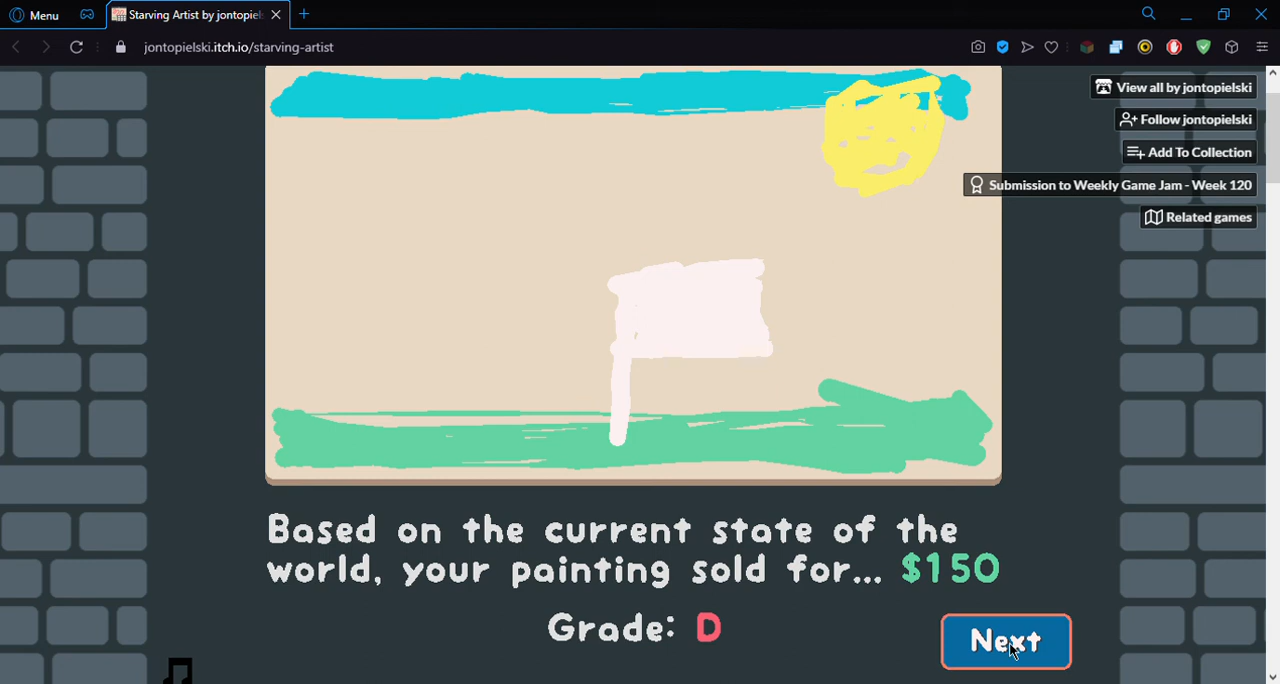 Menu
Starving Artist by jontopiels
jontopielski.itch.io/starving-artist
View all by jontopielski
Follow jontopielski
Add To Collection
Submission to Weekly Game Jam - Week 120
Related games
Based on the current state of the
world, your painting sold for... $150
Grade: D
Next